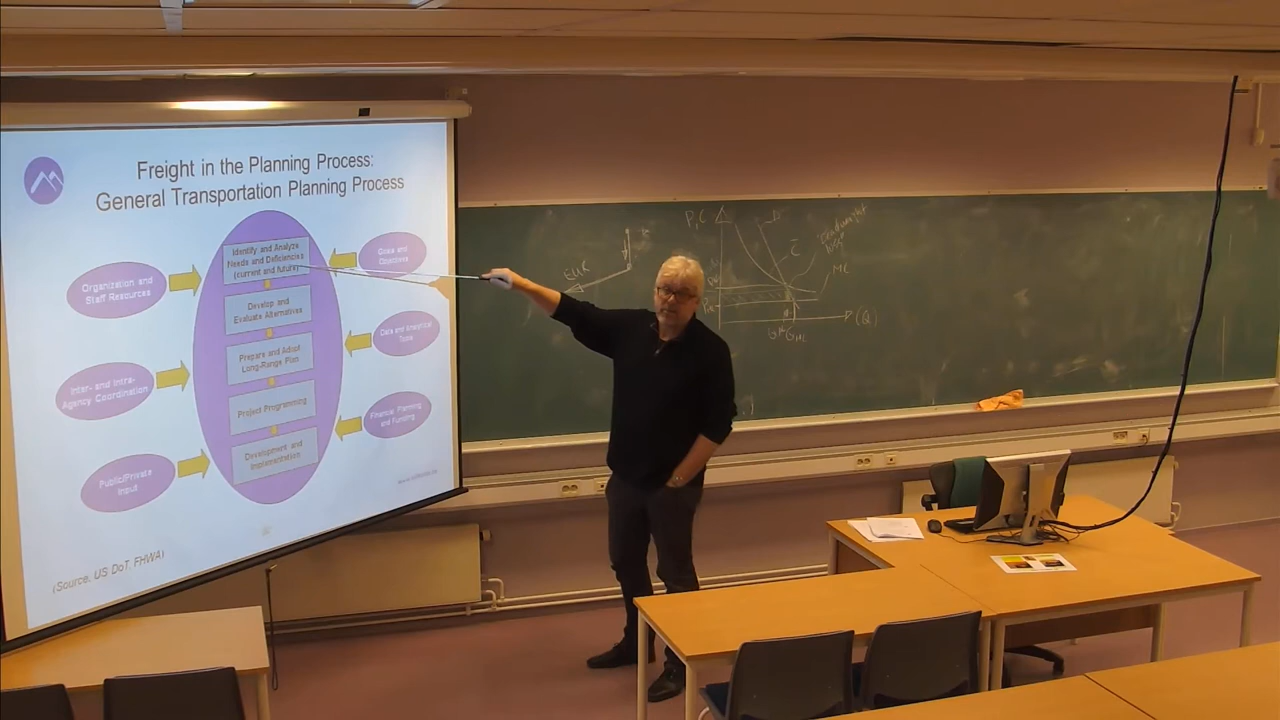 Freight in the Planning Process:
General Transportation Planning Process
Identify and Analyze
Needs and Deficiencies
(current and future)
Develop and
Evaluate Alternatives
Prepare and Adopt
Long-Range Plan
Project Programming
Development and
Implementation
Organization and
Staff Resources
Inter- and Intra-
Agency Coordination
Public/Private
Input
Goals and
Objectives
Data and Analytical
Tools
Financial Planning
and Funding
(Source, US DoT, FHWA)
EUR
P,C
D
C
MC
(Q)